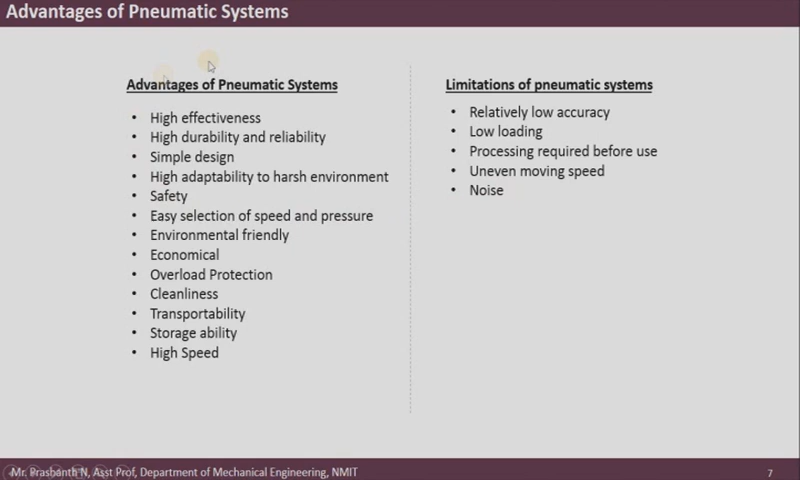 Advantages of Pneumatic Systems
Advantages of Pneumatic Systems
• High effectiveness
• High durability and reliability
• Simple design
• High adaptability to harsh environment
• Safety
• Easy selection of speed and pressure
• Environmental friendly
• Economical
• Overload Protection
• Cleanliness
• Transportability
• Storage ability
• High Speed
Limitations of pneumatic systems
• Relatively low accuracy
• Low loading
• Processing required before use
• Uneven moving speed
• Noise
Mr. Prashanth N, Asst Prof, Department of Mechanical Engineering, NMIT
7